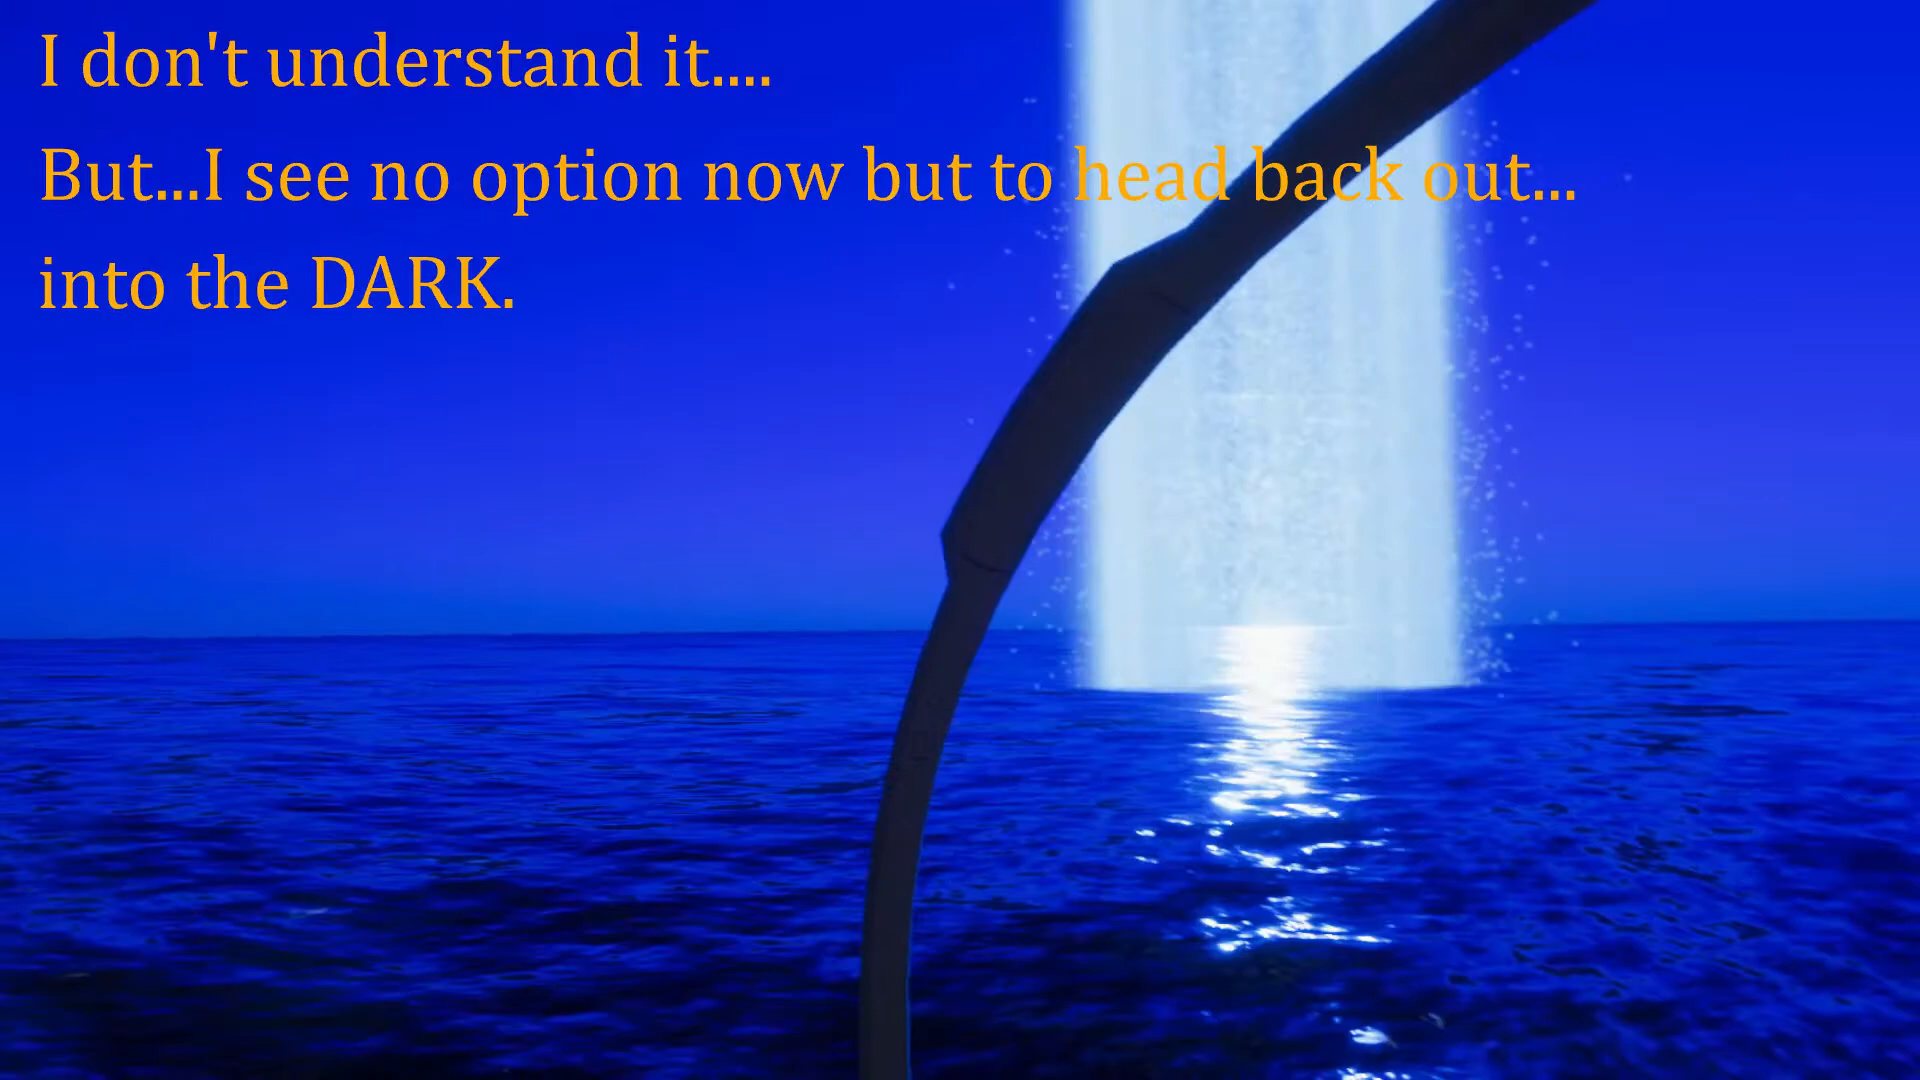 I don't understand it....
But...I see no option now but to head back out...
into the DARK.